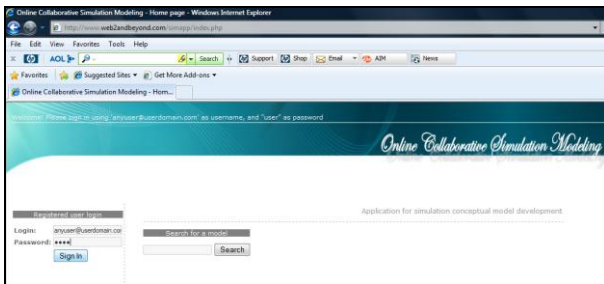 Online Collaborative Simulation Modeling - Home page - Windows Internet Explorer
http://www.web2andbeyond.com/simapp/index.php
File Edit View Favorites Tools Help
AOL Search Support Shop Email AIM News
Favorites Suggested Sites Get More Add-ons
Online Collaborative Simulation Modeling - Hom...
Welcome! Please sign in using 'anyuser@userdomain.com' as username, and "user" as password
Online Collaborative Simulation Modeling
Application for simulation conceptual model development
Registered user login
Login: anyuser@userdomain.co
Search for a model
Password: ••••
Search
Sign In